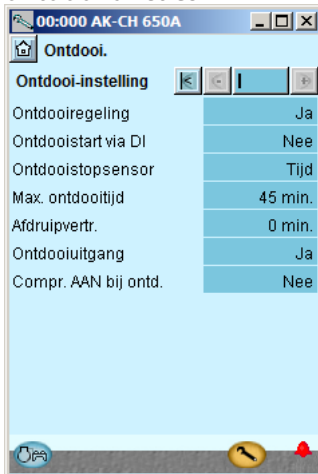 00:000 AK-CH 650A
Ontdooi.
Ontdooi-instelling
Ontdooiregeling Ja
Ontdooistart via DI Nee
Ontdooistopsensor Tijd
Max. ontdooitijd 45 min.
Afdruipvertr. 0 min.
Ontdooiuitgang Ja
Compr. AAN bij ontd. Nee